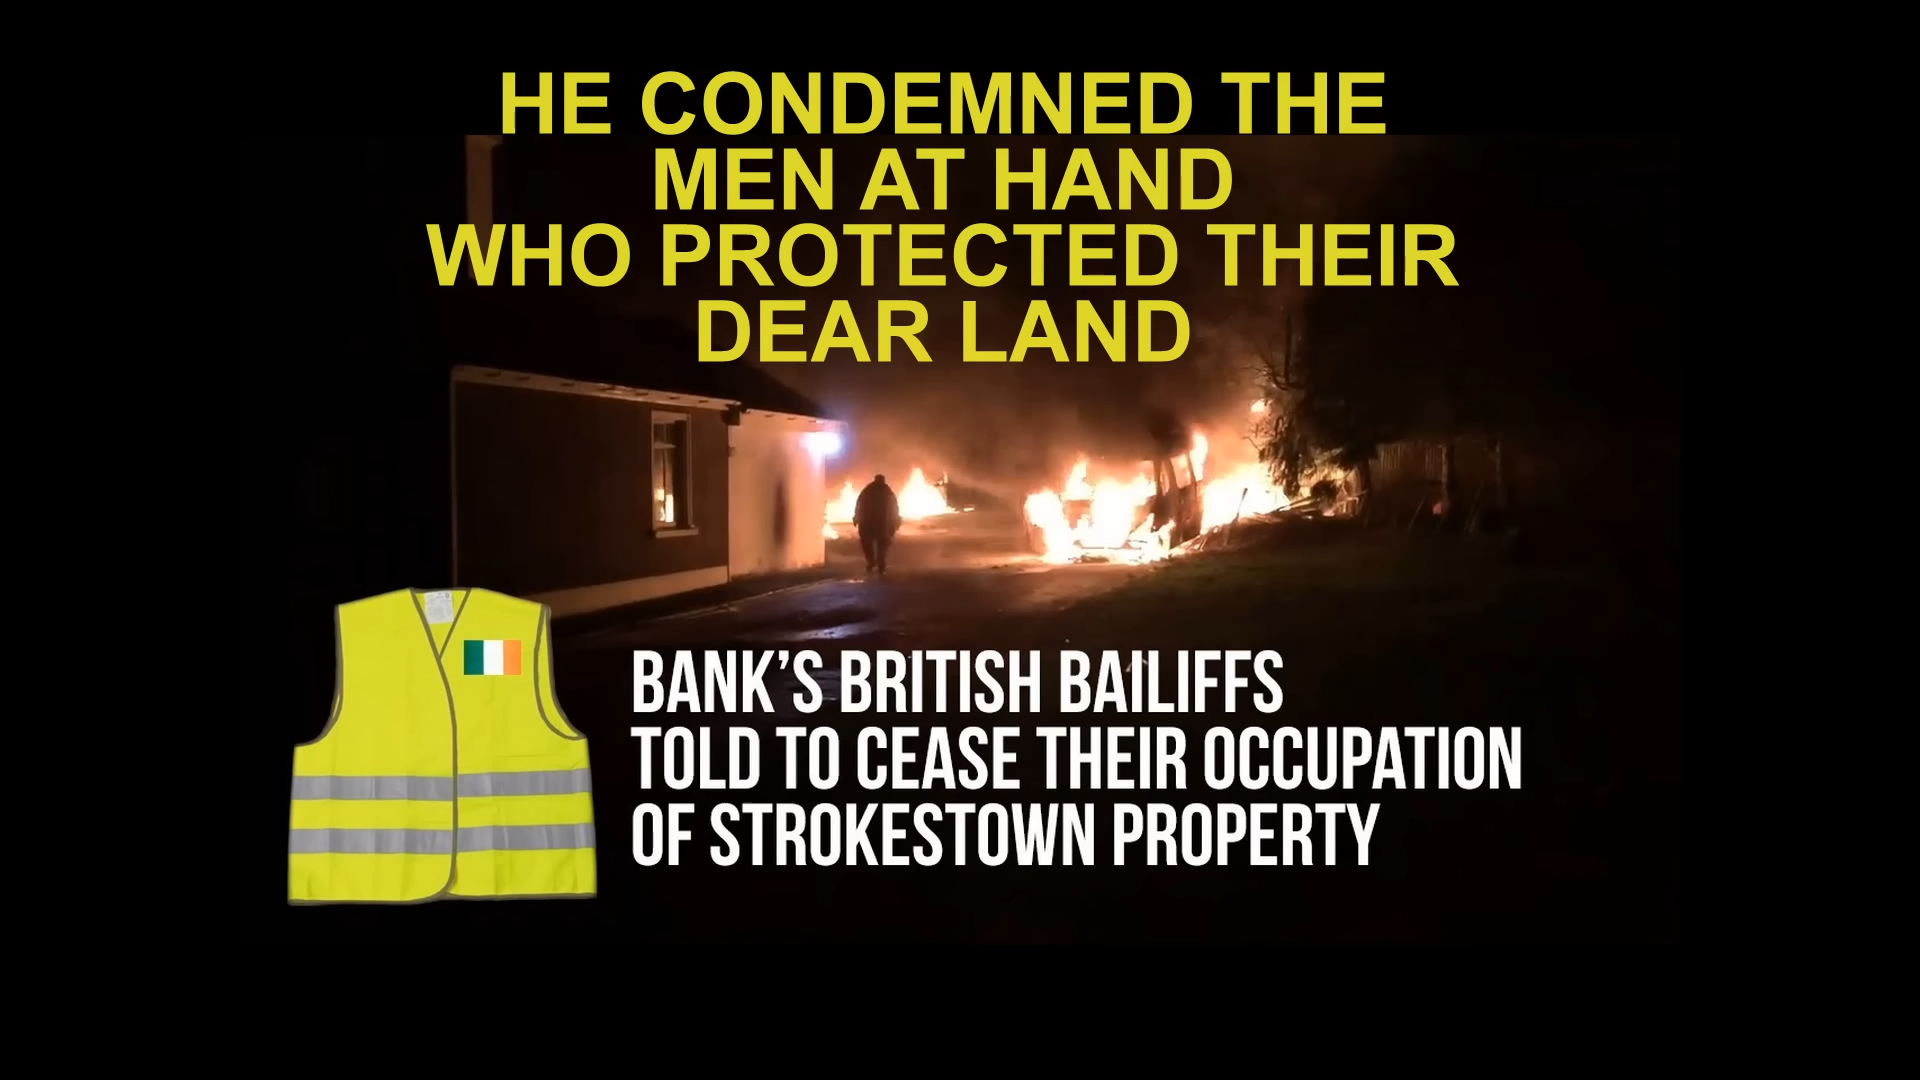 HE CONDEMNED THE
MEN AT HAND
WHO PROTECTED THEIR
DEAR LAND
BANK’S BRITISH BAILIFFS
TOLD TO CEASE THEIR OCCUPATION
OF STROKESTOWN PROPERTY